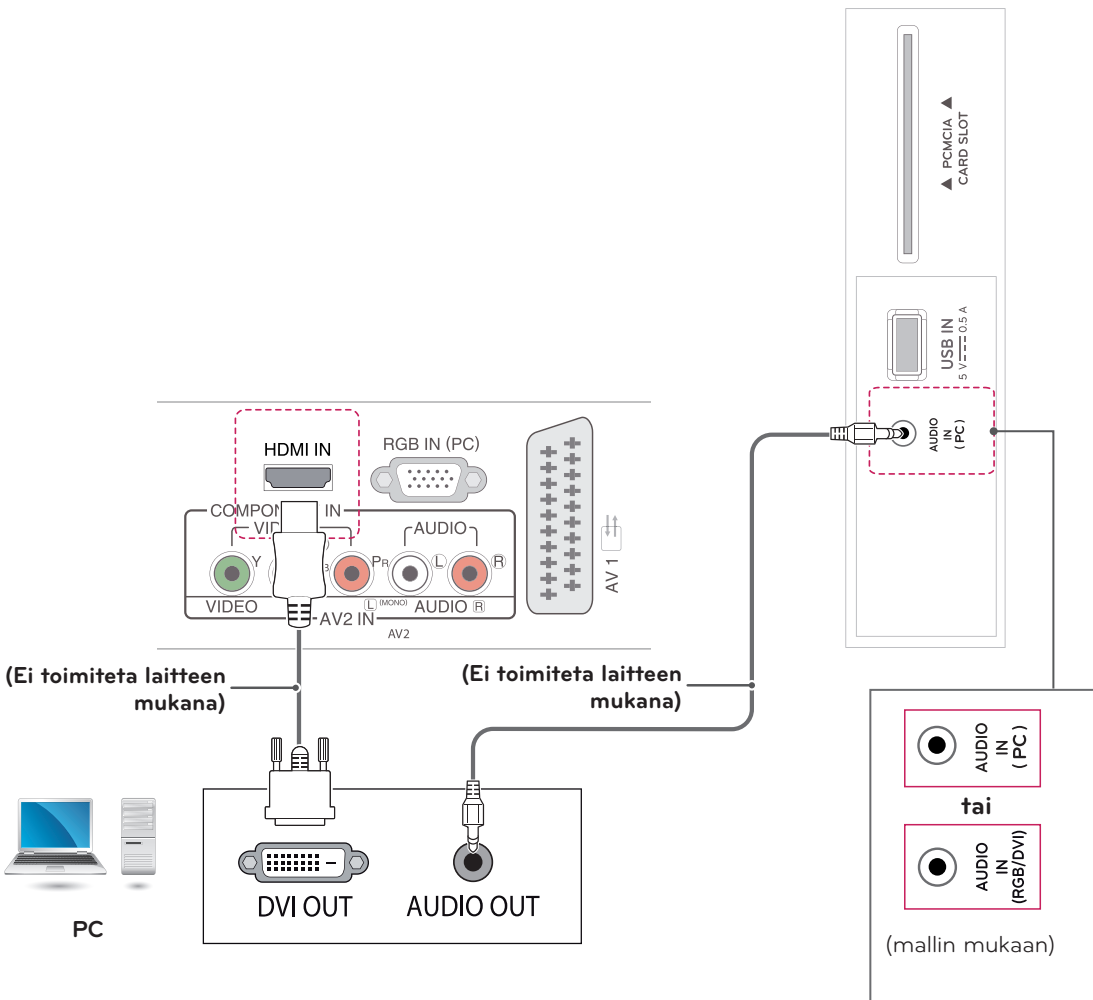 ▲ PCMCIA ▲
CARD SLOT
USB IN
5 V 0.5 A
AUDIO
IN
( PC )
HDMI IN
RGB IN (PC)
IN
AUDIO
Y
PR
L
R
VIDEO
L (MONO) AUDIO R
AV2 IN
AV2
AV 1
(Ei toimiteta laitteen
mukana)
(Ei toimiteta laitteen
mukana)
DVI OUT
AUDIO OUT
PC
AUDIO
IN
( PC )
tai
AUDIO
IN
(RGB/DVI)
(mallin mukaan)